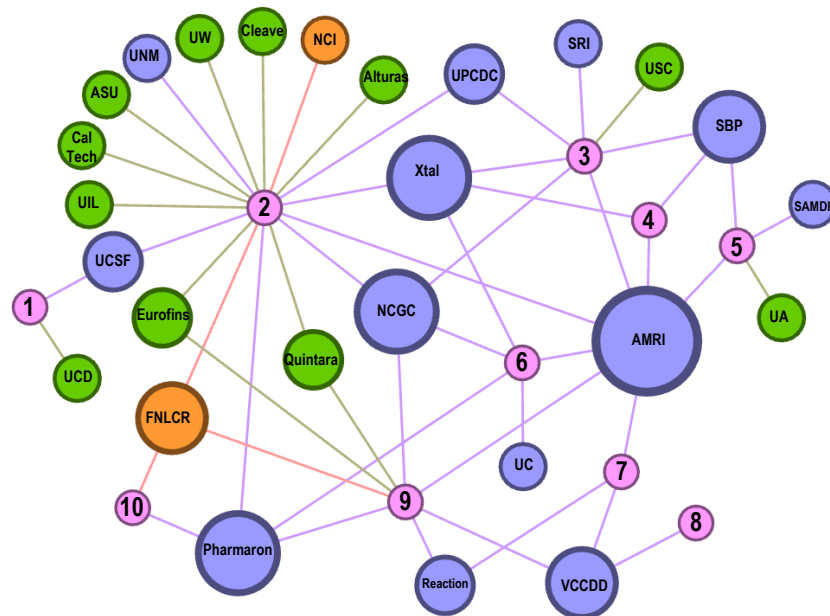 Cleave
UW
NCI
UNM
SRI
UPCDC
USC
Alturas
ASU
SBP
Cal
Tech
3
Xtal
UIL
2
4
SAMDI
5
UCSF
1
NCGC
Eurofins
UA
AMRI
Quintara
6
UCD
FNLCR
UC
7
10
9
8
Pharmaron
Reaction
VCCDD